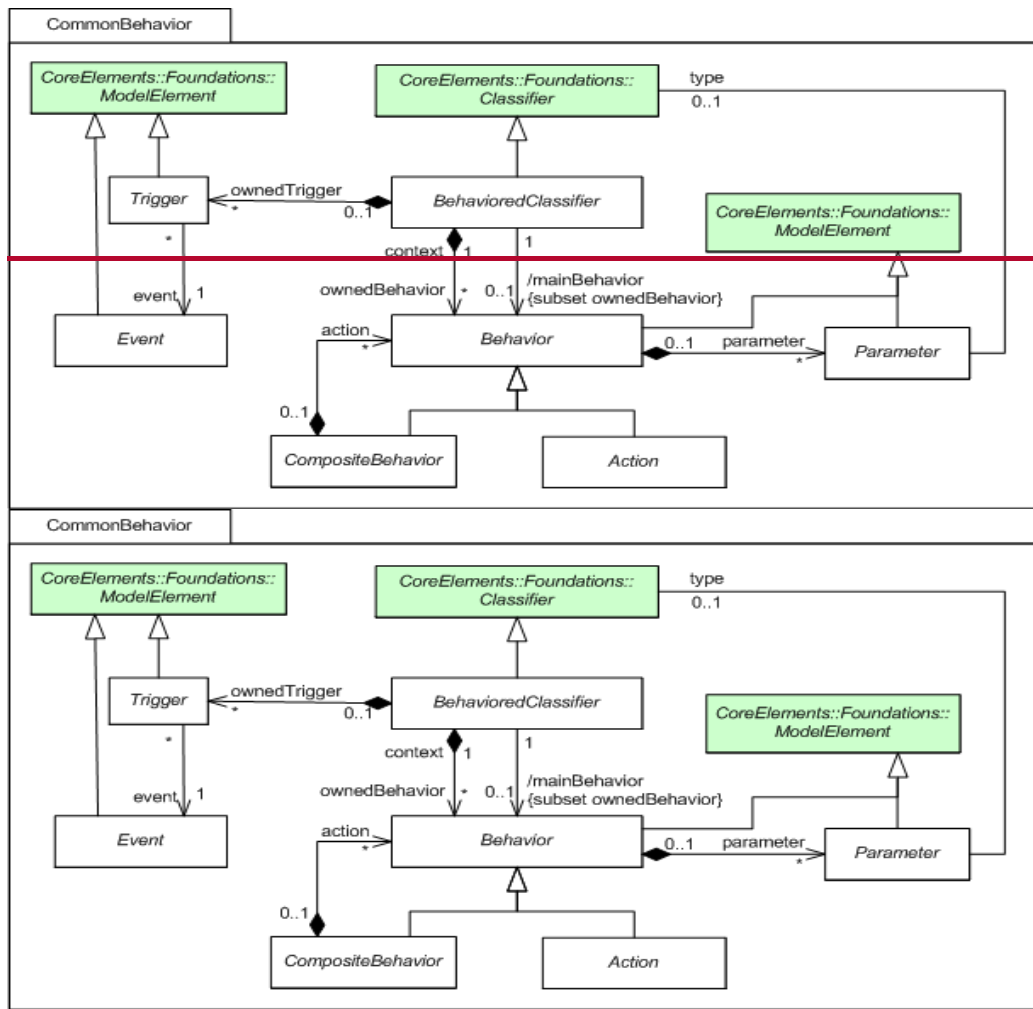 CommonBehavior
CoreElements::Foundations::
ModelElement
CoreElements::Foundations::
Classifier
type
0..1
Trigger
ownedTrigger
*
0..1
BehavioredClassifier
CoreElements::Foundations::
ModelElement
*
context
1
1
event
1
ownedBehavior
*
0..1
/mainBehavior
{subset ownedBehavior}
Event
action
*
Behavior
0..1
parameter
*
Parameter
0..1
CompositeBehavior
Action
CommonBehavior
CoreElements::Foundations::
ModelElement
CoreElements::Foundations::
Classifier
type
0..1
Trigger
ownedTrigger
*
0..1
BehavioredClassifier
CoreElements::Foundations::
ModelElement
*
context
1
1
event
1
ownedBehavior
*
0..1
/mainBehavior
{subset ownedBehavior}
Event
action
*
Behavior
0..1
parameter
*
Parameter
0..1
CompositeBehavior
Action